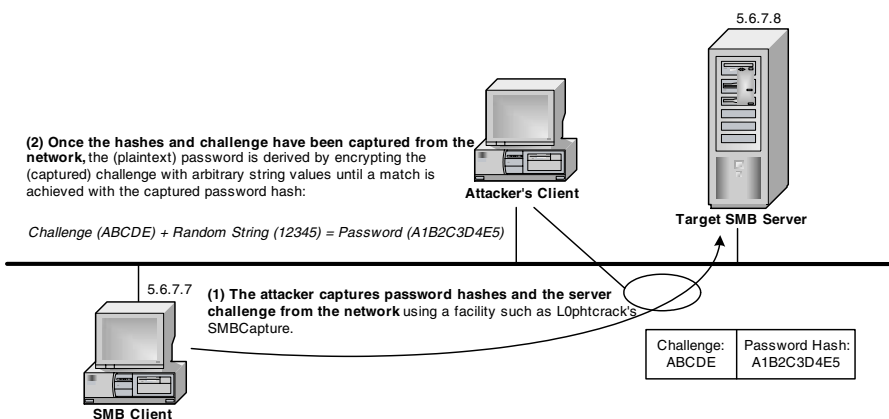 5.6.7.8
(2) Once the hashes and challenge have been captured from the
network, the (plaintext) password is derived by encrypting the
(captured) challenge with arbitrary string values until a match is
achieved with the captured password hash:
Attacker's Client
Target SMB Server
Challenge (ABCDE) + Random String (12345) = Password (A1B2C3D4E5)
5.6.7.7
(1) The attacker captures password hashes and the server
challenge from the network using a facility such as L0phtcrack's
SMBCapture.
Challenge:
ABCDE
Password Hash:
A1B2C3D4E5
SMB Client